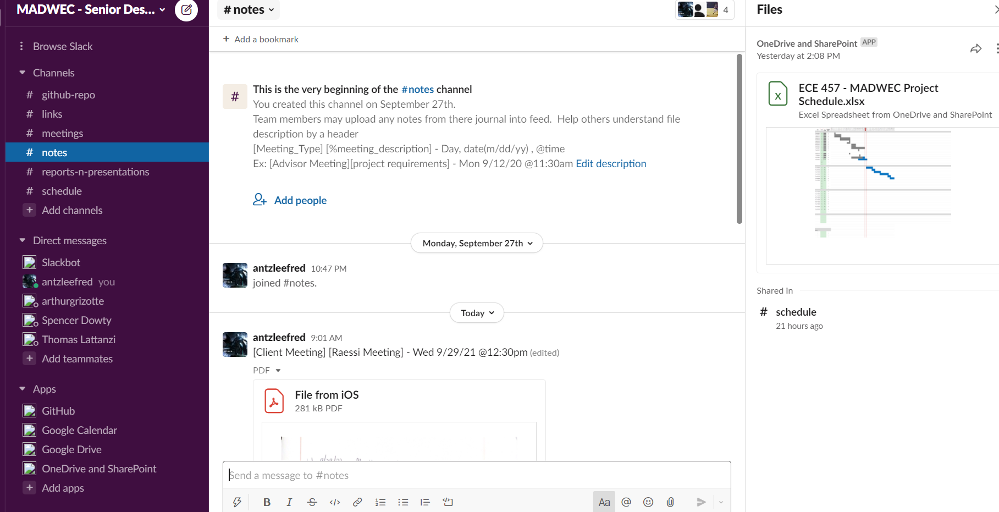 MADWEC - Senior Des...
Browse Slack
Channels
# github-repo
# links
# meetings
# notes
# reports-n-presentations
# schedule
+ Add channels
Direct messages
Slackbot
antzleefred you
arthurgrizotte
Spencer Dowty
Thomas Lattanzi
+ Add teammates
Apps
GitHub
Google Calendar
Google Drive
OneDrive and SharePoint
+ Add apps
# notes
4
+ Add a bookmark
# This is the very beginning of the #notes channel
You created this channel on September 27th.
Team members may upload any notes from there journal into feed.  Help others understand file
description by a header
[Meeting_Type] [%meeting_description] - Day, date(m/dd/yy) , @time
Ex: [Advisor Meeting][project requirements] - Mon 9/12/20 @11:30am Edit description
Add people
Monday, September 27th
antzleefred 10:47 PM
joined #notes.
Today
antzleefred 9:01 AM
[Client Meeting] [Raessi Meeting] - Wed 9/29/21 @12:30pm (edited)
PDF
File from iOS
281 kB PDF
Send a message to #notes
B I S </> Aa @
Files
OneDrive and SharePoint APP
Yesterday at 2:08 PM
X
ECE 457 - MADWEC Project
Schedule.xlsx
Excel Spreadsheet from OneDrive and SharePoint
Shared in
# schedule
21 hours ago